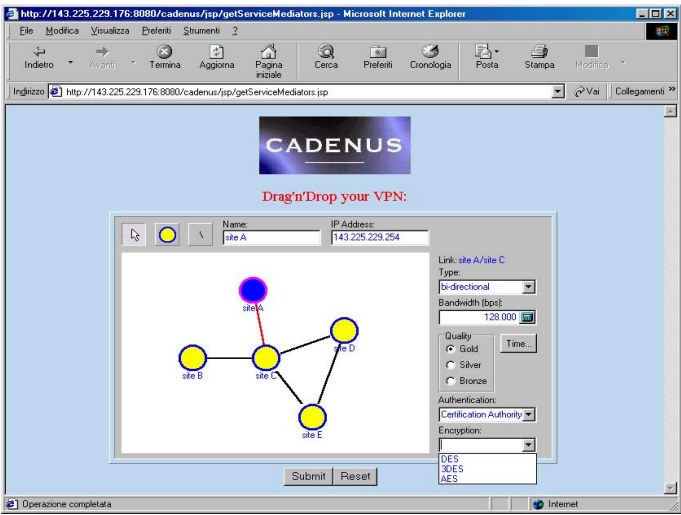 http://143.225.229.176:8080/cadenus/jsp/getServiceMediators.jsp - Microsoft Internet Explorer
File Modifica Visualizza Preferiti Strumenti ?
Indietro Avanti Termina Aggiorna Pagina iniziale Cerca Preferiti Cronologia Posta Stampa Modifica
Indirizzo http://143.225.229.176:8080/cadenus/jsp/getServiceMediators.jsp Vai Collegamenti »
CADENUS
Drag'n'Drop your VPN:
Name: IP Address:
site A 143.225.229.254
Link: site A/site C
Type:
bi-directional
Bandwidth (bps):
128.000
Quality
Gold
Silver
Bronze
Time...
Authentication:
Certification Authority
Encryption:
DES
3DES
AES
site A
site D
site B
site C
site E
Submit Reset
Operazione completata Internet